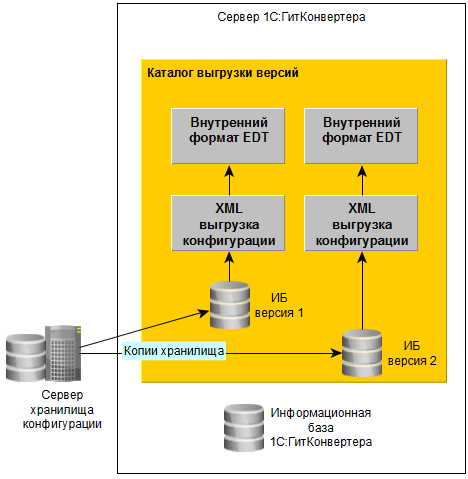 Сервер 1С:ГитКонвертера
Каталог выгрузки версий
Внутренний
формат EDT
Внутренний
формат EDT
XML
выгрузка
конфигурации
XML
выгрузка
конфигурации
ИБ
версия 1
Копии хранилища
ИБ
версия 2
Сервер
хранилища
конфигурации
Информационная
база
1С:ГитКонвертера